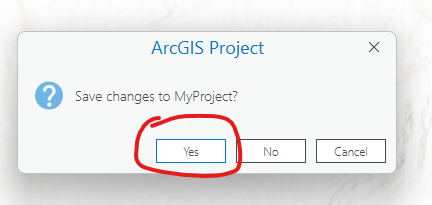 ArcGIS Project
Save changes to MyProject?
Yes No Cancel